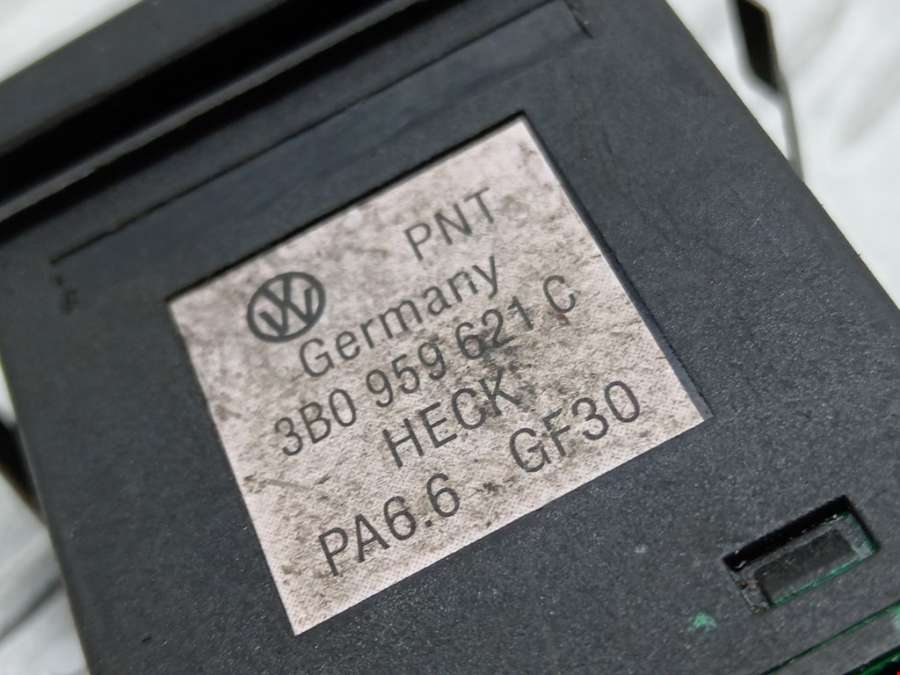 PNT
Germany
3B0 959 621 C
HECK
PA6.6 GF30